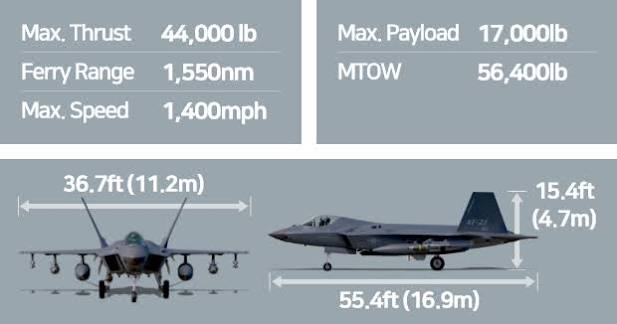 Max. Thrust 44,000 lb
Ferry Range 1,550nm
Max. Speed 1,400mph
Max. Payload 17,000lb
MTOW 56,400lb
36.7ft (11.2m)
15.4ft
(4.7m)
55.4ft (16.9m)